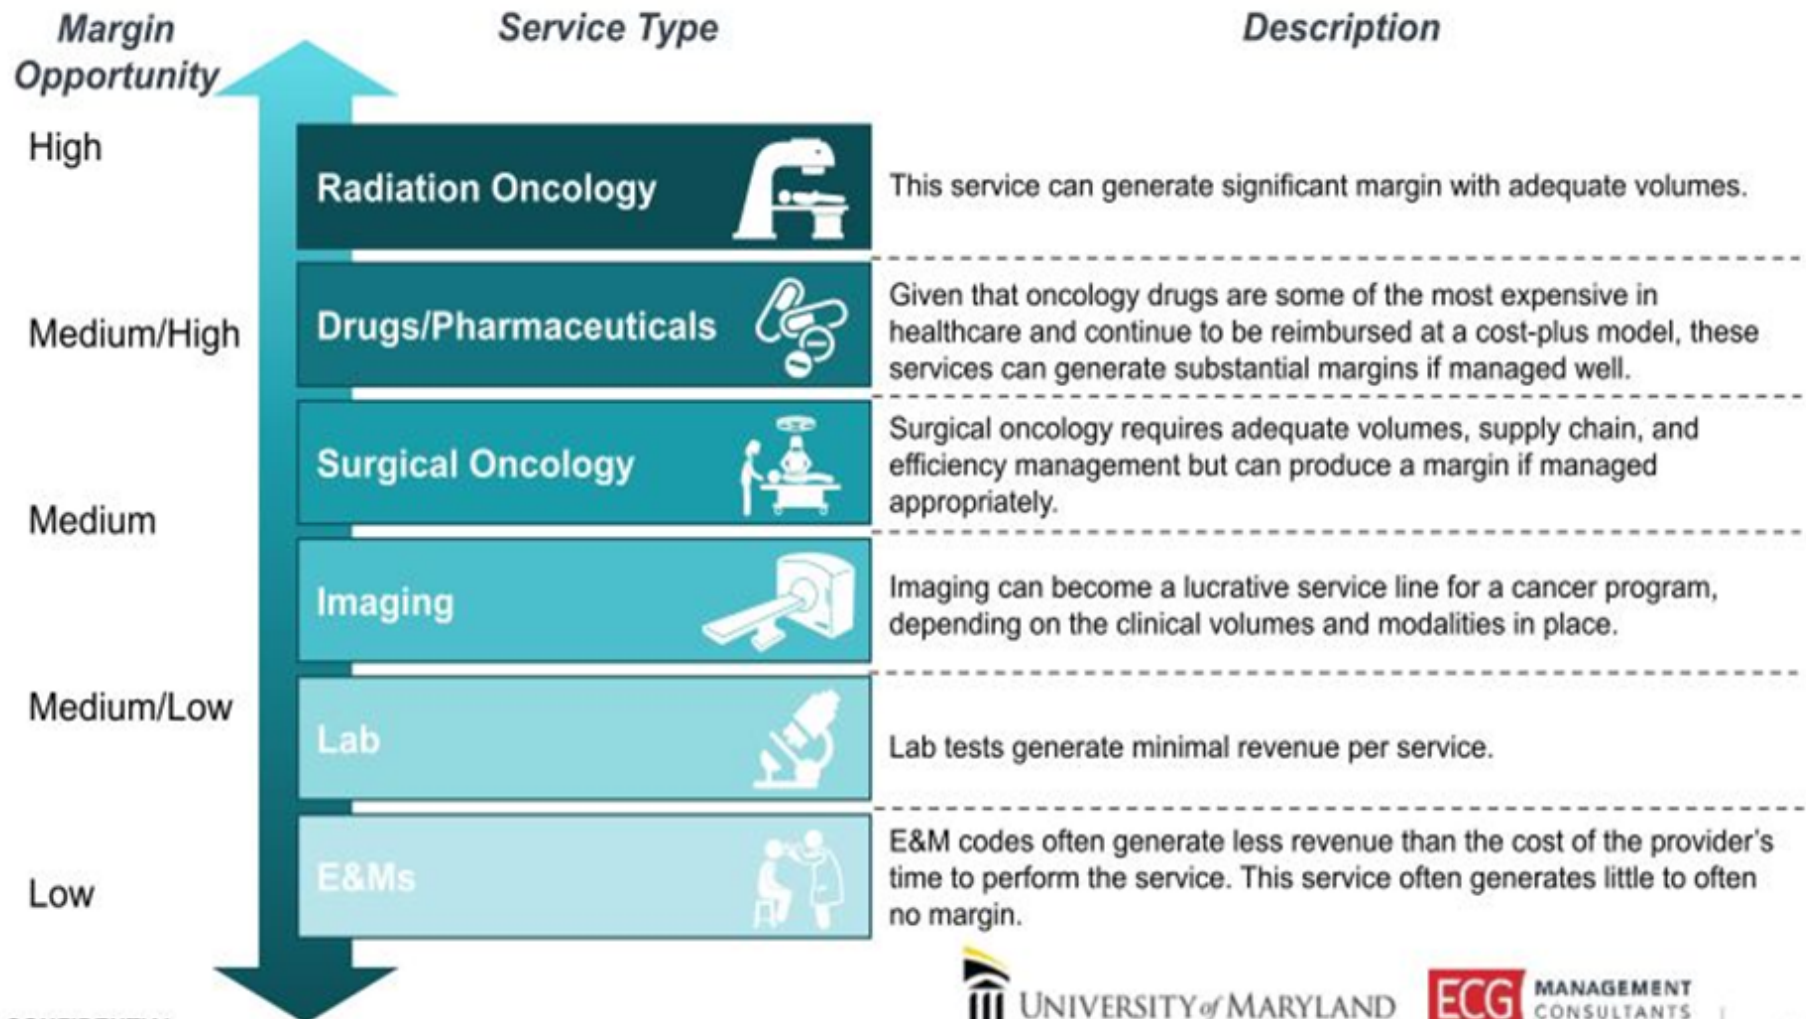 Margin
Opportunity
Service Type
Description
High
Radiation Oncology
This service can generate significant margin with adequate volumes.
Medium/High
Drugs/Pharmaceuticals
Given that oncology drugs are some of the most expensive in
healthcare and continue to be reimbursed at a cost-plus model, these
services can generate substantial margins if managed well.
Surgical Oncology
Surgical oncology requires adequate volumes, supply chain, and
efficiency management but can produce a margin if managed
appropriately.
Medium
Imaging
Imaging can become a lucrative service line for a cancer program,
depending on the clinical volumes and modalities in place.
Medium/Low
Lab
Lab tests generate minimal revenue per service.
Low
E&Ms
E&M codes often generate less revenue than the cost of the provider's
time to perform the service. This service often generates little to often
no margin.
UNIVERSITY of MARYLAND
ECG
MANAGEMENT
CONSULTANTS